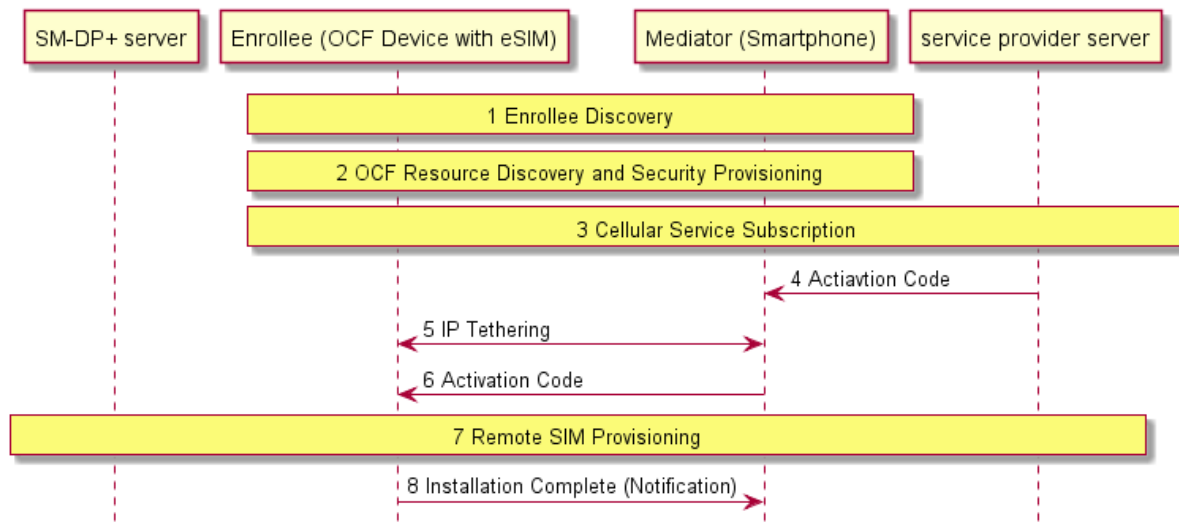 SM-DP+ server
Enrollee (OCF Device with eSIM)
Mediator (Smartphone)
service provider server
1 Enrollee Discovery
2 OCF Resource Discovery and Security Provisioning
3 Cellular Service Subscription
4 Actiavtion Code
5 IP Tethering
6 Activation Code
7 Remote SIM Provisioning
8 Installation Complete (Notification)